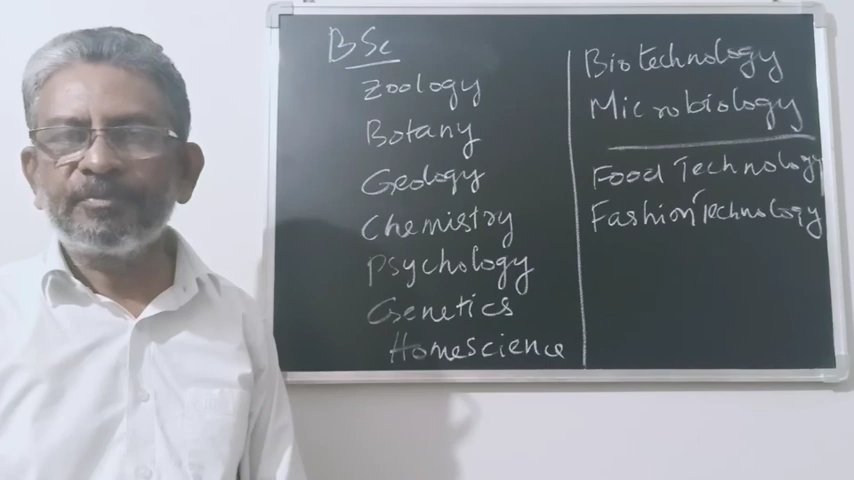 BSc
Zoology
Botany
Geology
Chemistry
Psychology
Genetics
Homescience
Biotechnology
Microbiology
Food Technology
Fashion Technology